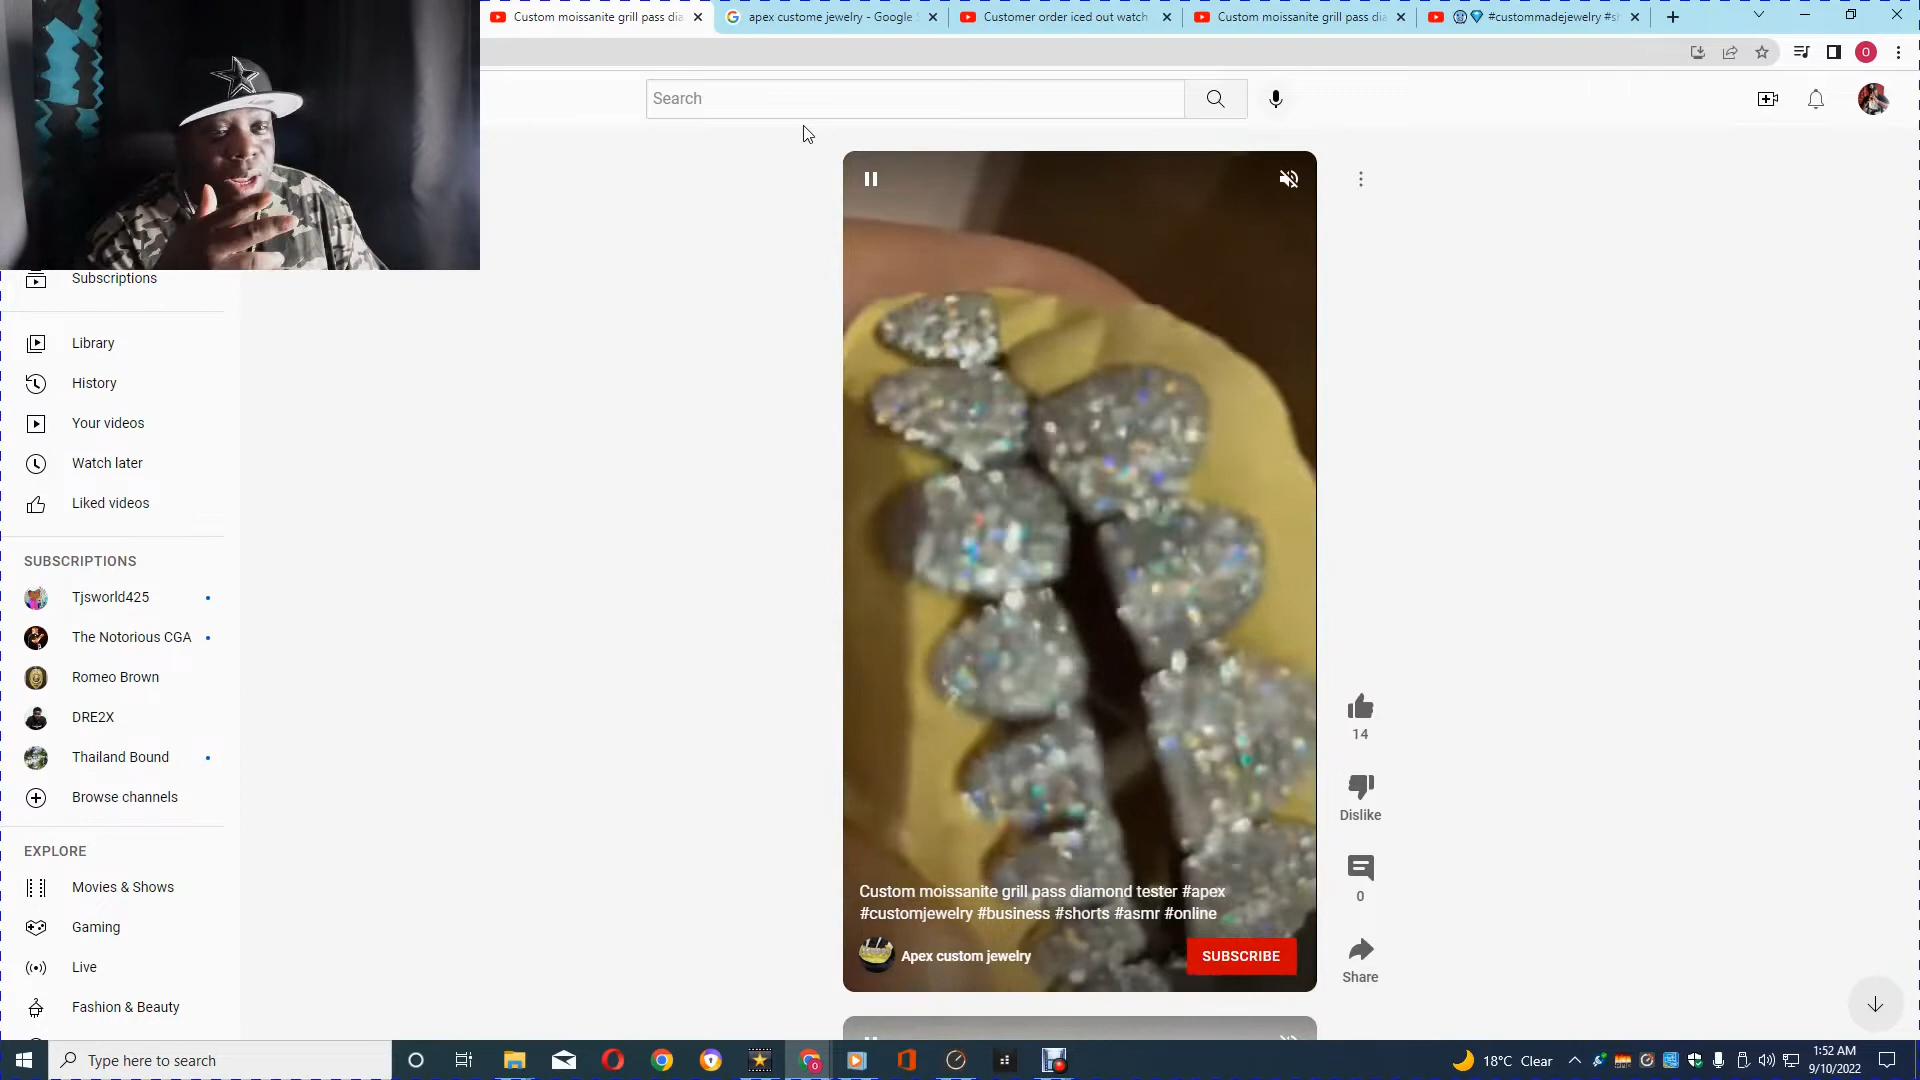 Custom moissanite grill pass dia
apex custome jewelry - Google S
Customer order iced out watch
Custom moissanite grill pass dia
#custommadejewelry #sh
O
Search
Subscriptions
Library
History
Your videos
Watch later
Liked videos
SUBSCRIPTIONS
Tjsworld425
The Notorious CGA
Romeo Brown
DRE2X
Thailand Bound
Browse channels
EXPLORE
Movies & Shows
Gaming
Live
Fashion & Beauty
14
Dislike
0
Share
Custom moissanite grill pass diamond tester #apex
#customjewelry #business #shorts #asmr #online
Apex custom jewelry
SUBSCRIBE
Type here to search
18°C Clear
1:52 AM
9/10/2022